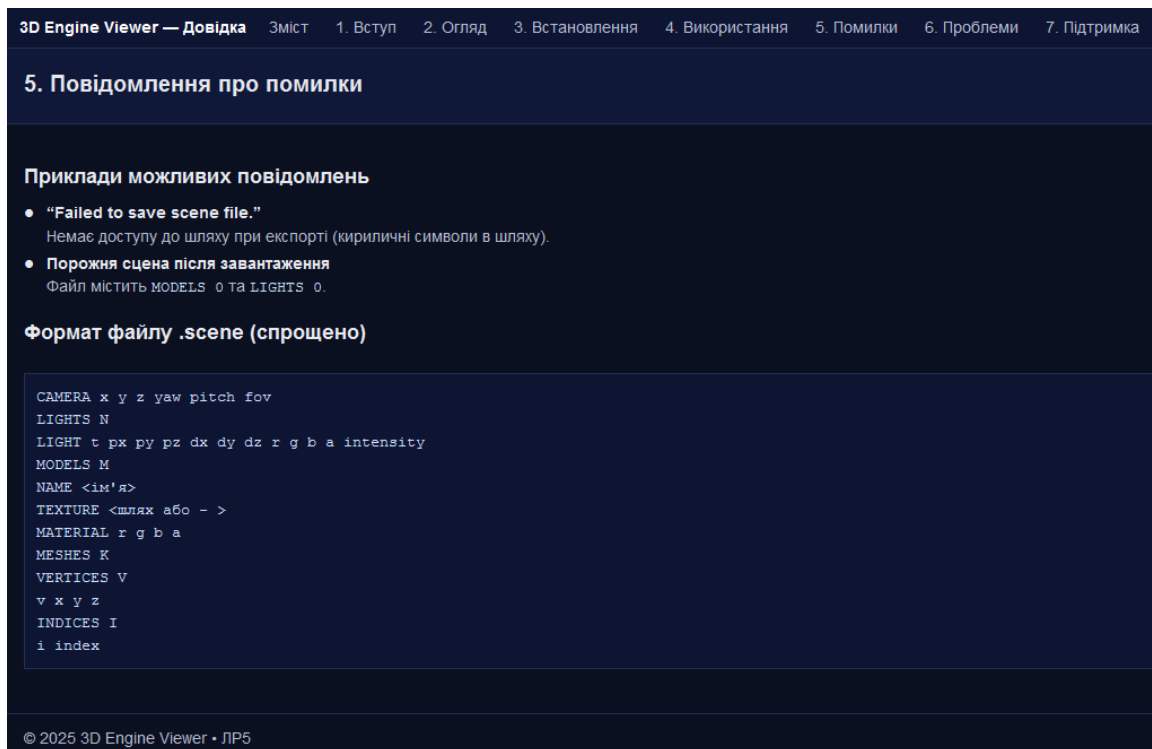 3D Engine Viewer — Довідка Зміст 1. Вступ 2. Огляд 3. Встановлення 4. Використання 5. Помилки 6. Проблеми 7. Підтримка
5. Повідомлення про помилки
Приклади можливих повідомлень
● “Failed to save scene file.”
Немає доступу до шляху при експорті (кириличні символи в шляху).
● Порожня сцена після завантаження
Файл містить MODELS 0 та LIGHTS 0.
Формат файлу .scene (спрощено)
CAMERA x y z yaw pitch fov
LIGHTS N
LIGHT t px py pz dx dy dz r g b a intensity
MODELS M
NAME <ім'я>
TEXTURE <шлях або - >
MATERIAL r g b a
MESHES K
VERTICES V
v x y z
INDICES I
i index
© 2025 3D Engine Viewer • ЛР5